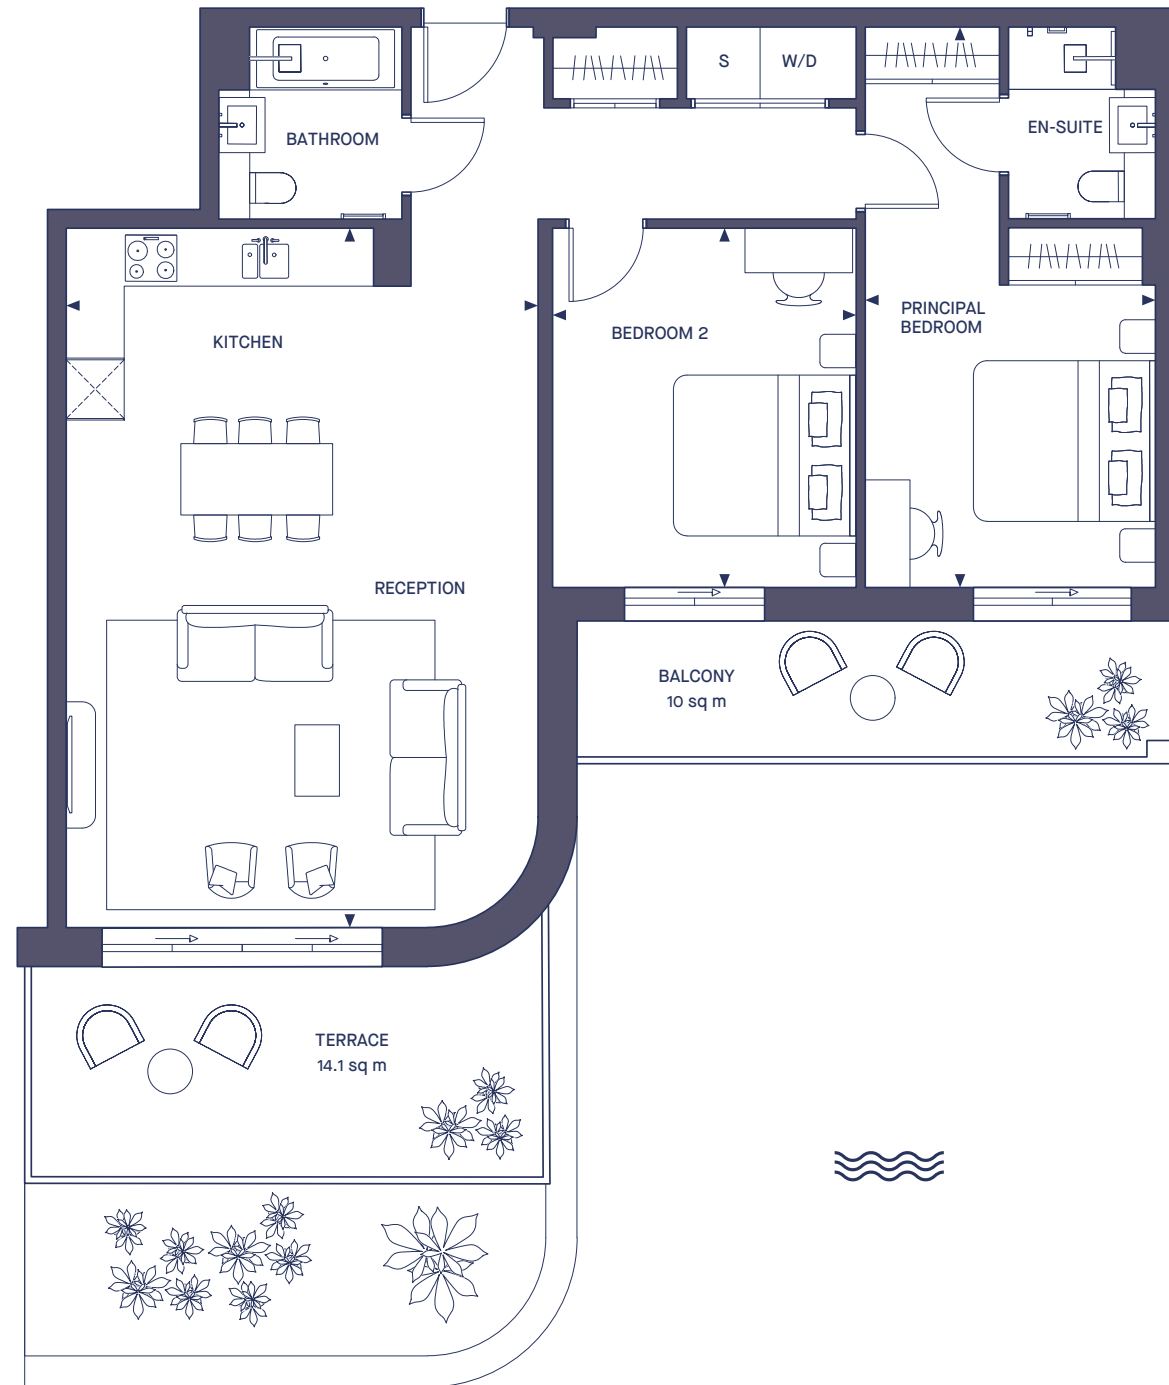 S
W/D
BATHROOM
EN-SUITE
KITCHEN
BEDROOM 2
PRINCIPAL
BEDROOM
RECEPTION
BALCONY
10 sq m
TERRACE
14.1 sq m